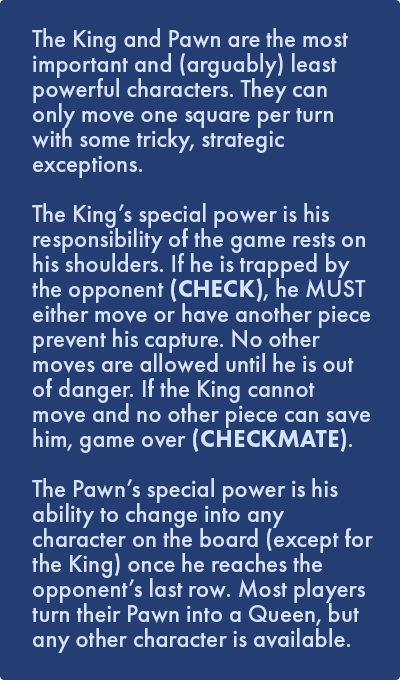 The King and Pawn are the most
important and (arguably) least
powerful characters. They can
only move one square per turn
with some tricky, strategic
exceptions.

The King’s special power is his
responsibility of the game rests on
his shoulders. If he is trapped by
the opponent (CHECK), he MUST
either move or have another piece
prevent his capture. No other
moves are allowed until he is out
of danger. If the King cannot
move and no other piece can save
him, game over (CHECKMATE).

The Pawn’s special power is his
ability to change into any
character on the board (except for
the King) once he reaches the
opponent’s last row. Most players
turn their Pawn into a Queen, but
any other character is available.